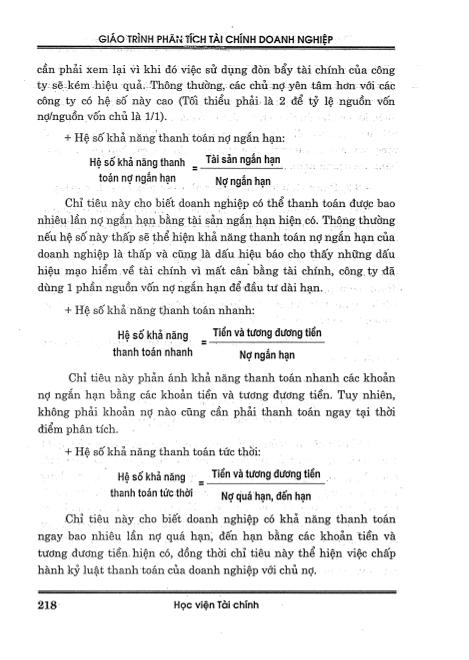 GIÁO TRÌNH PHÂN TÍCH TÀI CHÍNH DOANH NGHIỆP
cần phải xem lại vì khi đó việc sử dụng đòn bẩy tài chính của công
ty sẽ kém hiệu quả. Thông thường, các chủ nợ yên tâm hơn với các
công ty có hệ số này cao (Tối thiểu phải là 2 để tỷ lệ nguồn vốn
nợ/nguồn vốn chủ là 1/1).
+ Hệ số khả năng thanh toán nợ ngắn hạn:
Hệ số khả năng thanh toán nợ ngắn hạn = Tài sản ngắn hạn
Nợ ngắn hạn
Chỉ tiêu này cho biết doanh nghiệp có thể thanh toán được bao
nhiêu lần nợ ngắn hạn bằng tài sản ngắn hạn hiện có. Thông thường
nếu hệ số này thấp sẽ thể hiện khả năng thanh toán nợ ngắn hạn của
doanh nghiệp là thấp và cũng là dấu hiệu báo cho thấy những dấu
hiệu mạo hiểm về tài chính vì mất cân bằng tài chính, công ty đã
dùng 1 phần nguồn vốn nợ ngắn hạn để đầu tư dài hạn.
+ Hệ số khả năng thanh toán nhanh:
Hệ số khả năng thanh toán nhanh = Tiền và tương đương tiền
Nợ ngắn hạn
Chỉ tiêu này phản ánh khả năng thanh toán nhanh các khoản
nợ ngắn hạn bằng các khoản tiền và tương đương tiền. Tuy nhiên,
không phải khoản nợ nào cũng cần phải thanh toán ngay tại thời
điểm phân tích.
+ Hệ số khả năng thanh toán tức thời:
Hệ số khả năng thanh toán tức thời = Tiền và tương đương tiền
Nợ quá hạn, đến hạn
Chỉ tiêu này cho biết doanh nghiệp có khả năng thanh toán
ngay bao nhiêu lần nợ quá hạn, đến hạn bằng các khoản tiền và
tương đương tiền hiện có, đồng thời chỉ tiêu này thể hiện việc chấp
hành kỷ luật thanh toán của doanh nghiệp với chủ nợ.
218 Học viện Tài chính